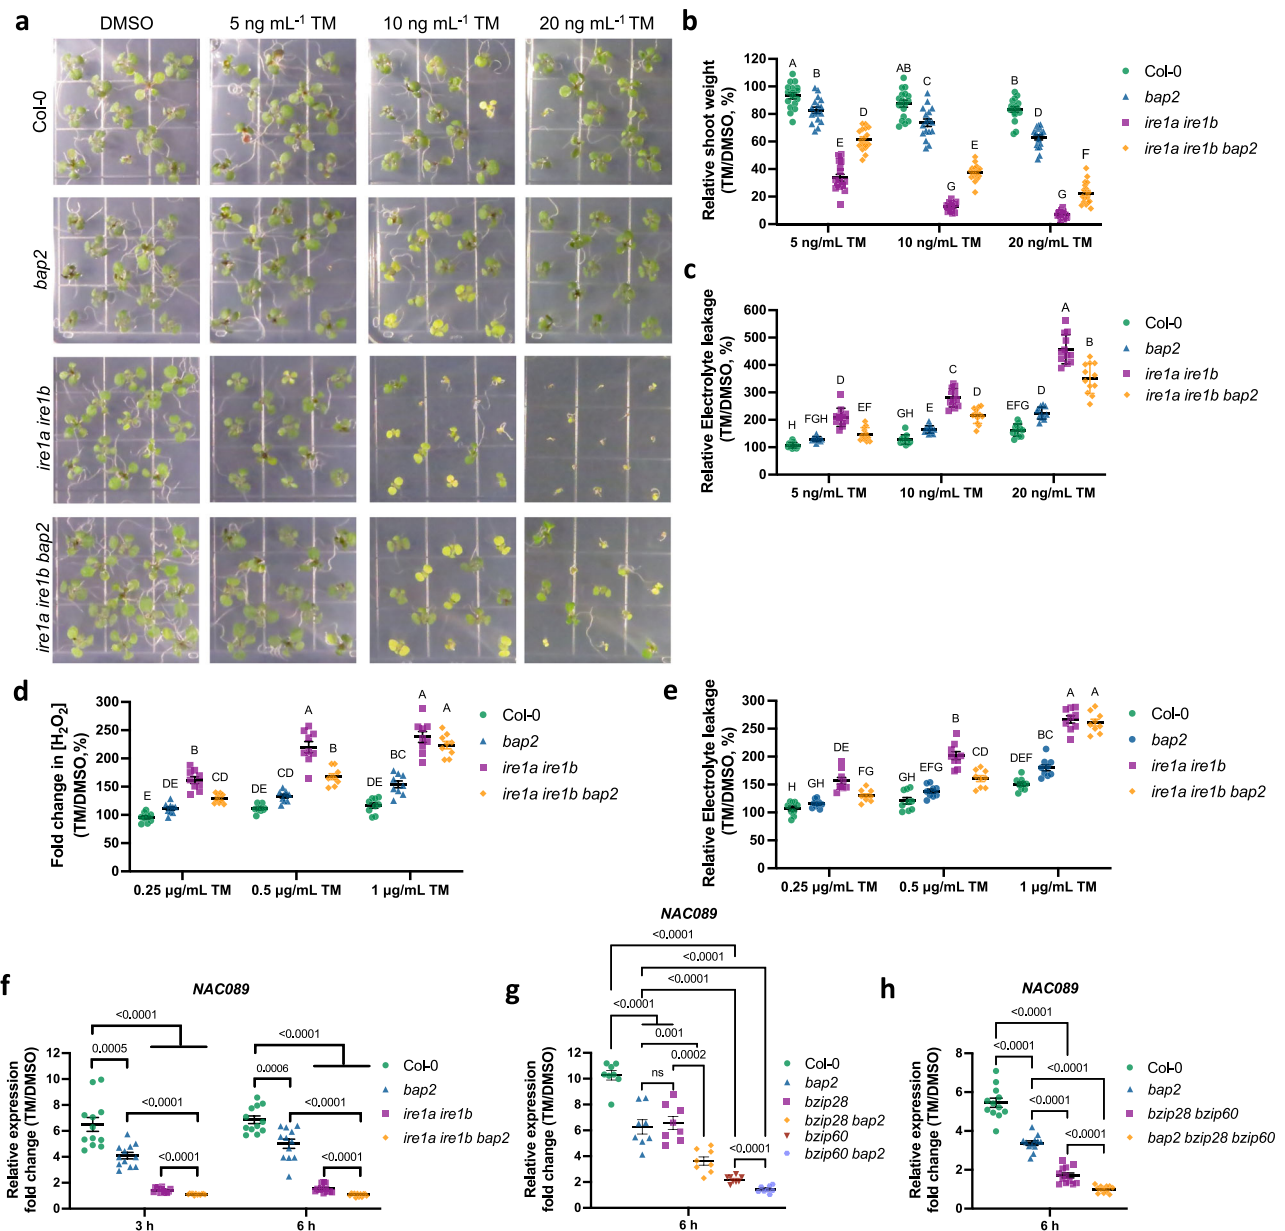 a
DMSO
5 ng mL-1 TM
10 ng mL-1 TM
20 ng mL-1 TM
Col-0
bap2
ire1a ire1b
ire1a ire1b bap2
b
Relative shoot weight
(TM/DMSO, %)
120
100
80
60
40
20
0
A
B
E
D
AB
C
G
E
B
D
G
F
5 ng/mL TM
10 ng/mL TM
20 ng/mL TM
Col-0
bap2
ire1a ire1b
ire1a ire1b bap2
c
Relative Electrolyte leakage
(TM/DMSO, %)
600
500
400
300
200
100
0
H
FGH
D
EF
GH
E
C
D
EFG
D
A
B
5 ng/mL TM
10 ng/mL TM
20 ng/mL TM
Col-0
bap2
ire1a ire1b
ire1a ire1b bap2
d
Fold change in [H2O2]
(TM/DMSO,%)
300
250
200
150
100
50
0
E
DE
B
CD
DE
CD
A
B
DE
BC
A
A
0.25 µg/mL TM
0.5 µg/mL TM
1 µg/mL TM
Col-0
bap2
ire1a ire1b
ire1a ire1b bap2
e
Relative Electrolyte leakage
(TM/DMSO, %)
300
250
200
150
100
50
0
H
GH
DE
FG
GH
EFG
B
CD
DEF
BC
A
A
0.25 µg/mL TM
0.5 µg/mL TM
1 µg/mL TM
Col-0
bap2
ire1a ire1b
ire1a ire1b bap2
f
NAC089
Relative expression
fold change (TM/DMSO)
12
10
8
6
4
2
0
<0.0001
0.0005
<0.0001
<0.0001
<0.0001
0.0006
<0.0001
<0.0001
3 h
6 h
Col-0
bap2
ire1a ire1b
ire1a ire1b bap2
g
NAC089
Relative expression
fold change (TM/DMSO)
12
10
8
6
4
2
0
<0.0001
<0.0001
<0.0001
<0.0001
0.001
0.0002
ns
<0.0001
6 h
Col-0
bap2
bzip28
bzip28 bap2
bzip60
bzip60 bap2
h
NAC089
Relative expression
fold change (TM/DMSO)
8
6
4
2
0
<0.0001
<0.0001
<0.0001
<0.0001
<0.0001
6 h
Col-0
bap2
bzip28 bzip60
bap2 bzip28 bzip60